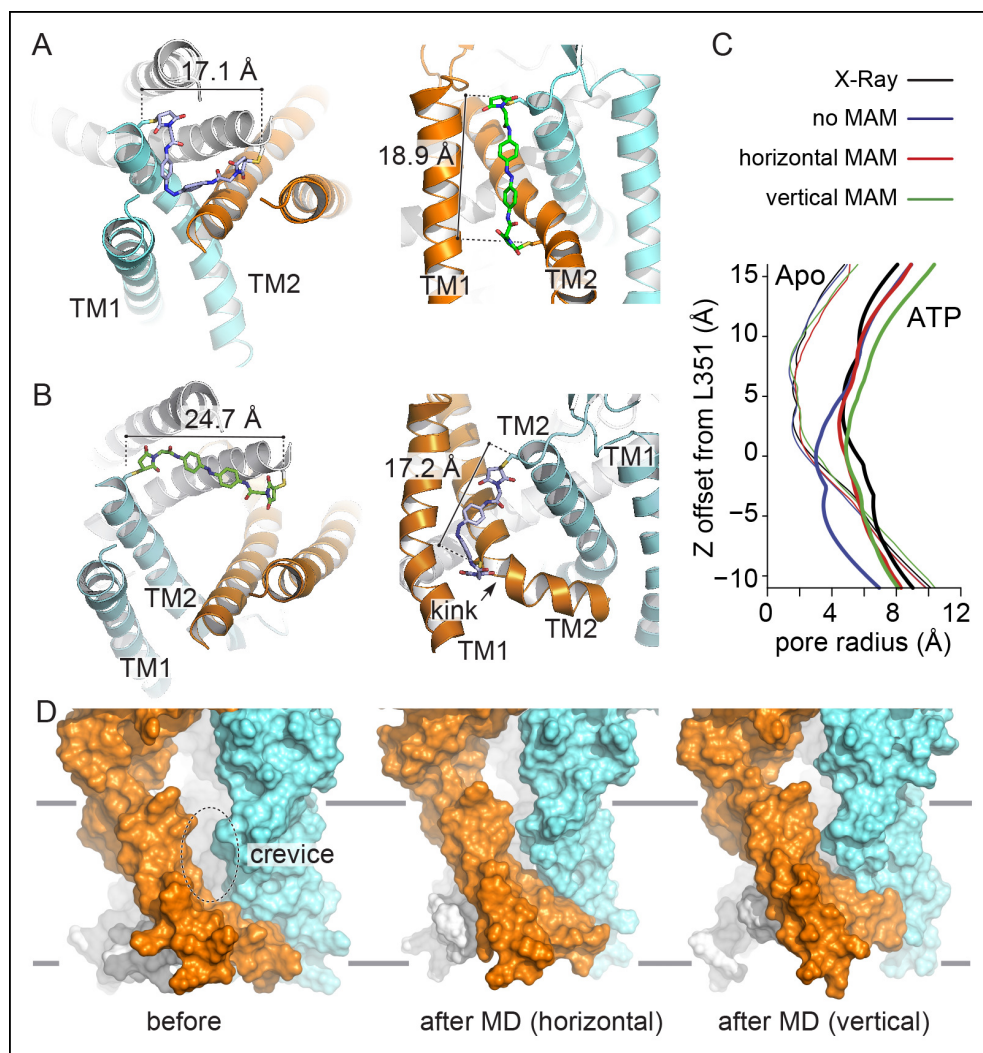 A
17.1 Å
TM1
TM2
18.9 Å
TM1
TM2
C
X-Ray
no MAM
horizontal MAM
vertical MAM
Apo
ATP
15
10
5
0
−5
−10
Z offset from L351 (Å)
0
4
8
12
pore radius (Å)
B
24.7 Å
TM2
TM1
TM2
TM1
17.2 Å
kink
TM1
TM2
D
crevice
before
after MD (horizontal)
after MD (vertical)